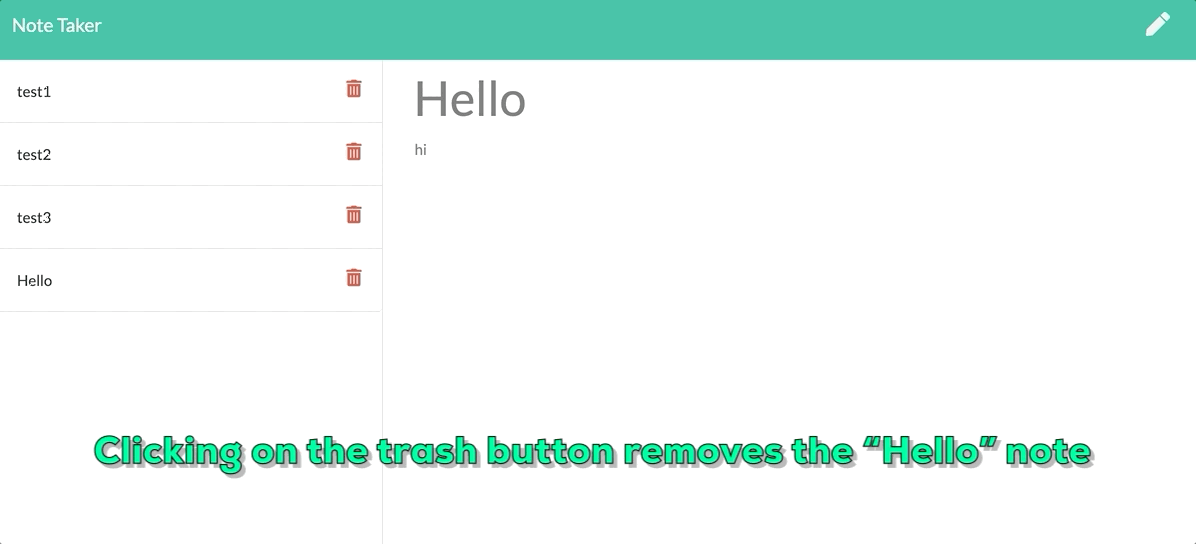 Note Taker
test1
test2
test3
Hello
Hello
hi
Clicking on the trash button removes the “Hello” note